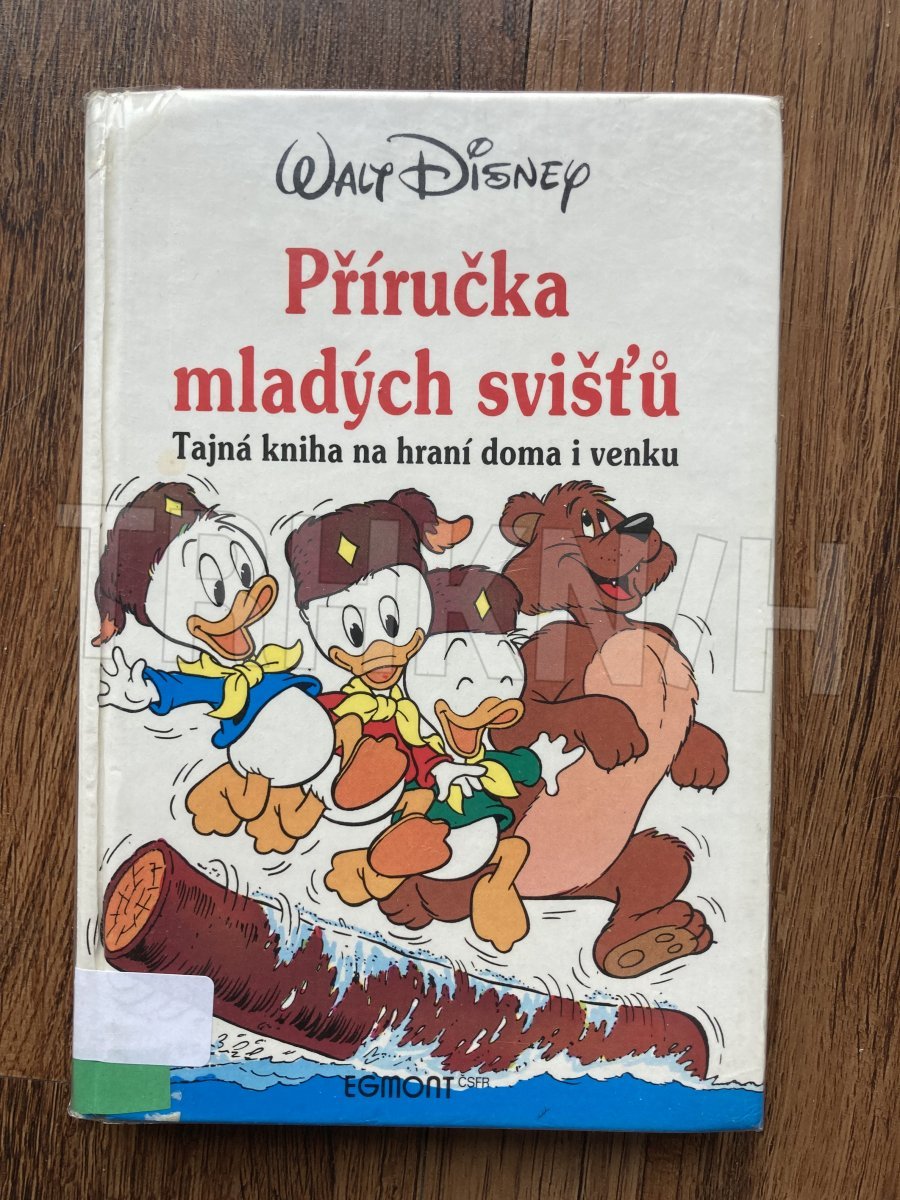 Walt Disney
Příručka
mladých svišťů
Tajná kniha na hraní doma i venku
EGMONT ČSFR